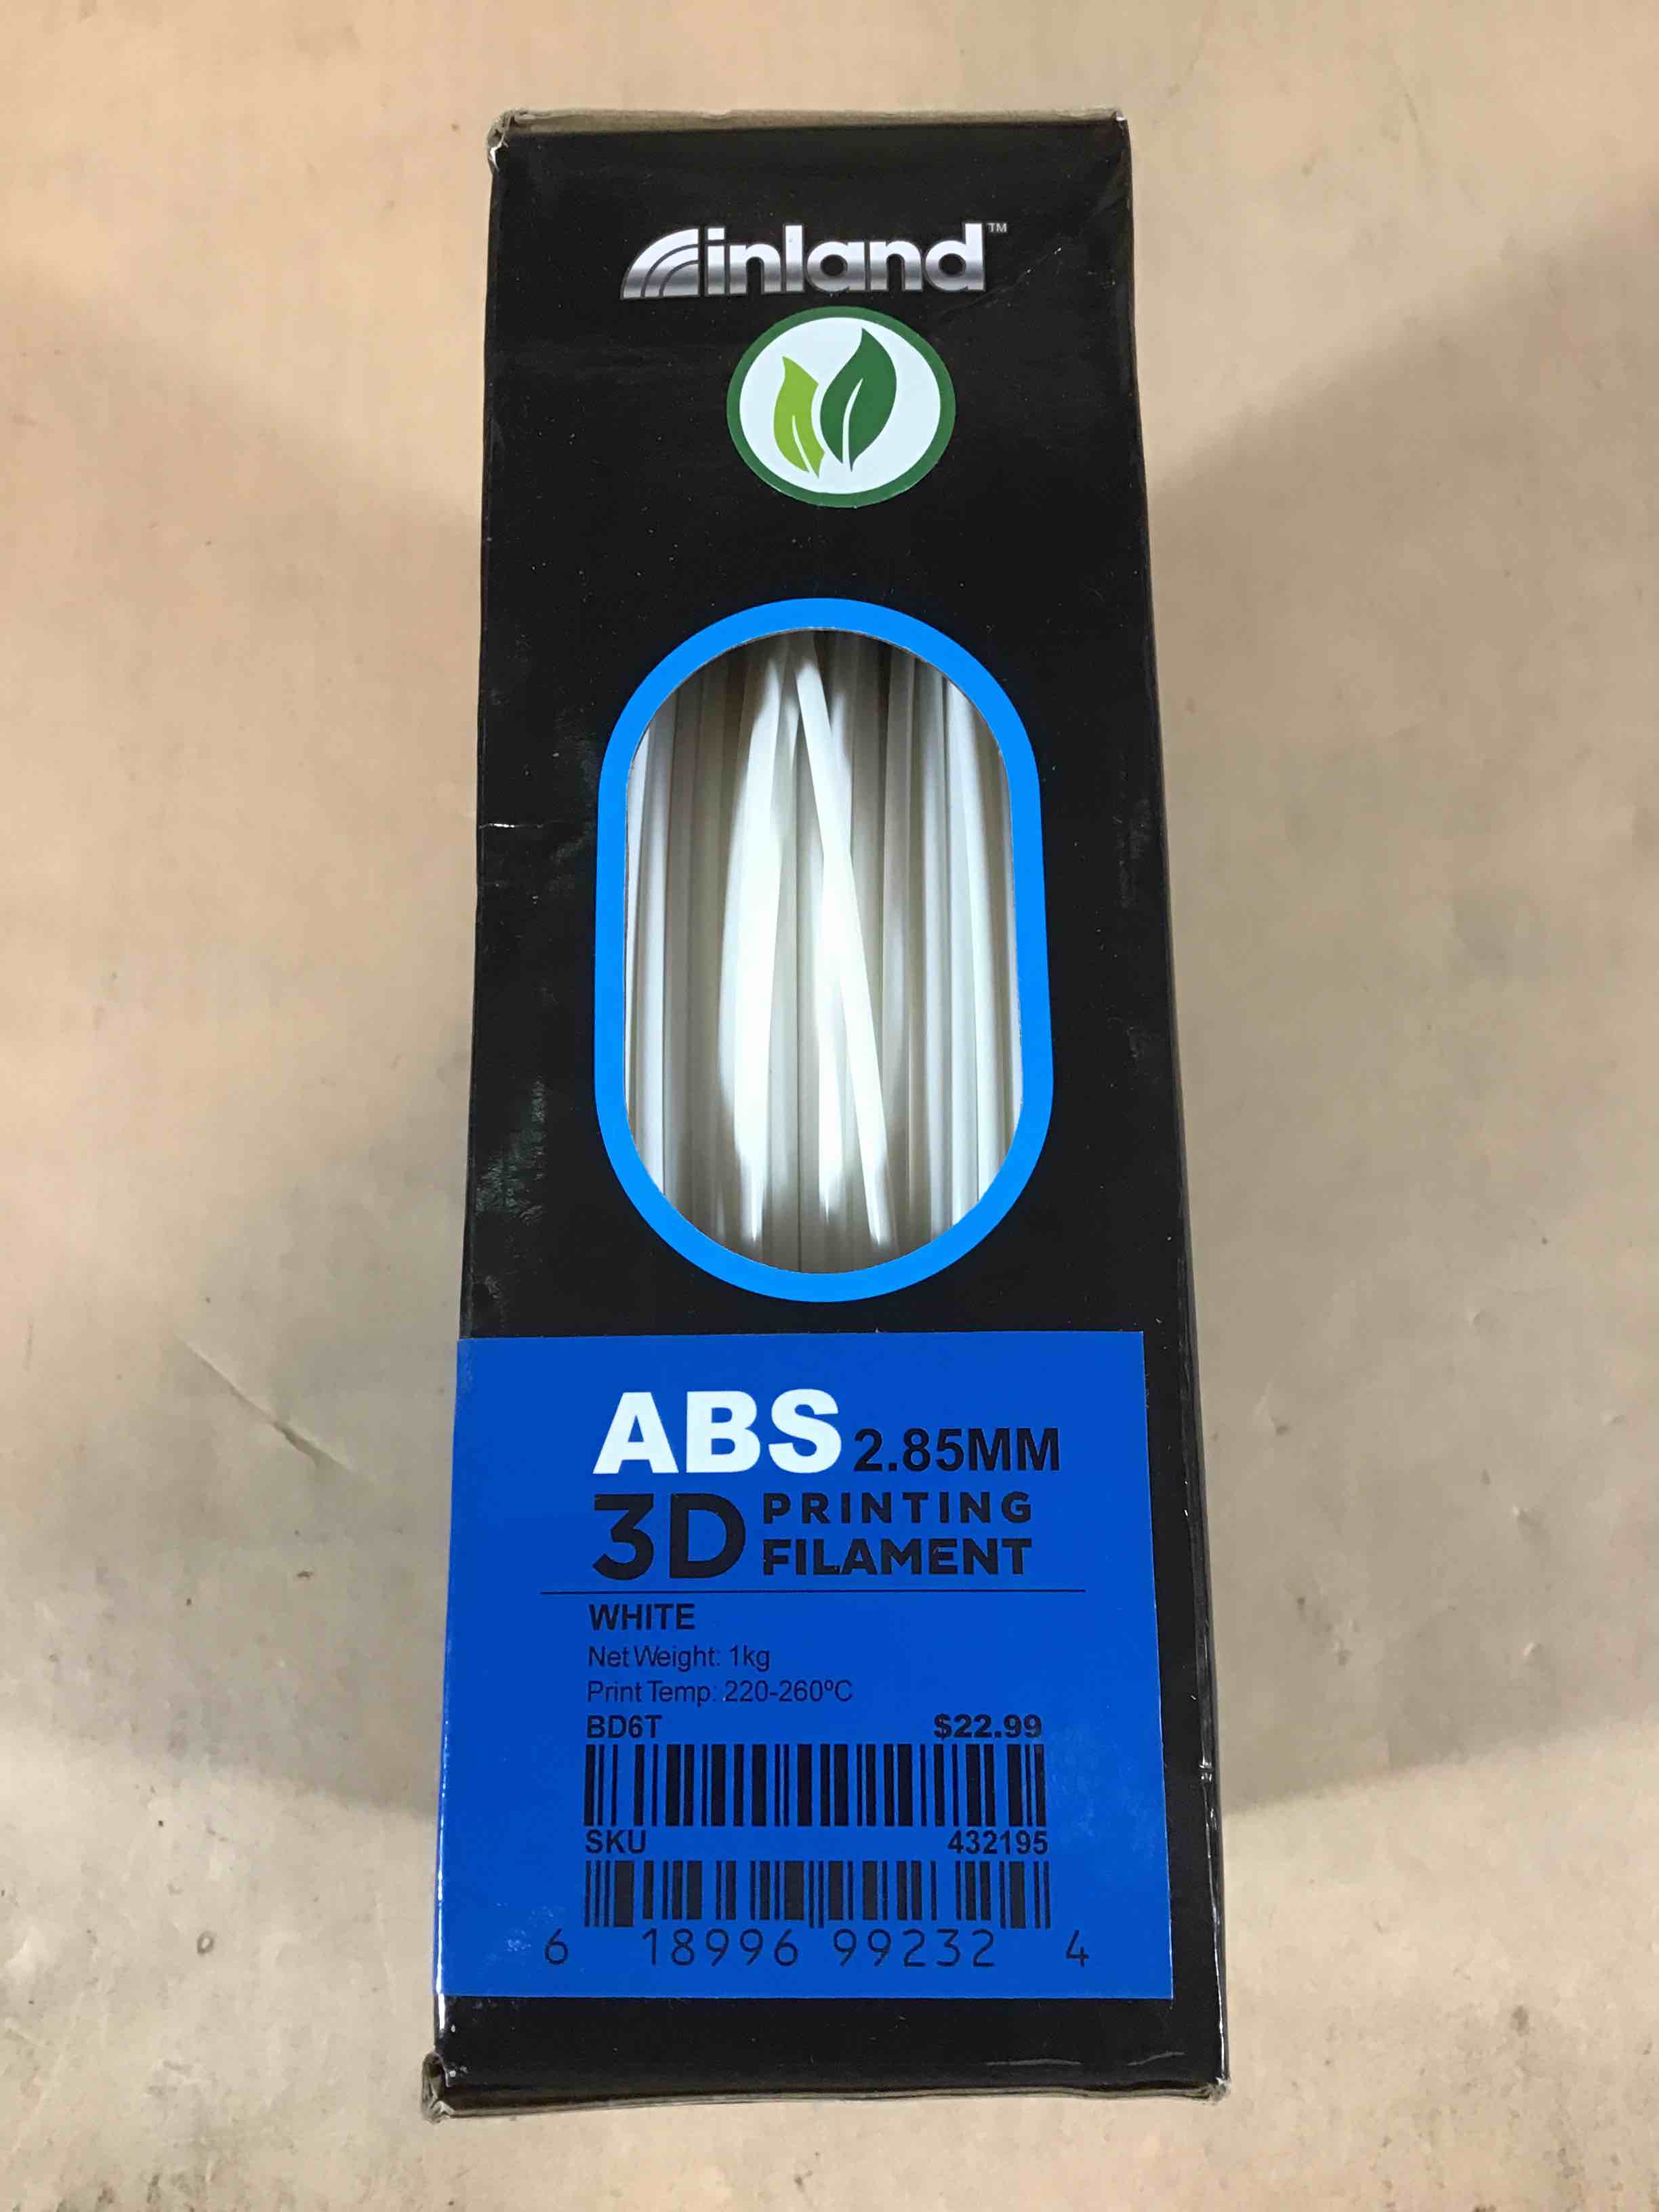 inland™
ABS 2.85MM
3D PRINTING
FILAMENT
WHITE
Net Weight: 1kg
Print Temp: 220-260ºC
BD6T $22.99
SKU 432195
6 18996 99232 4